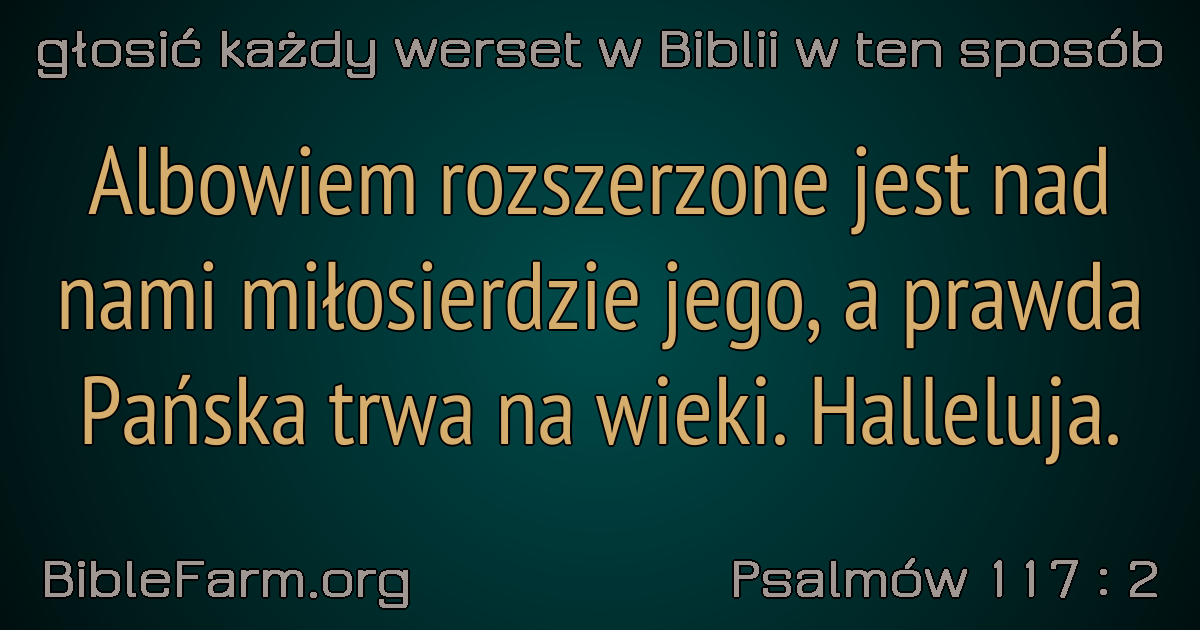 głosić każdy werset w Biblii w ten sposób
Albowiem rozszerzone jest nad
nami miłosierdzie jego, a prawda
Pańska trwa na wieki. Halleluja.
BibleFarm.org
Psalmów 117 : 2